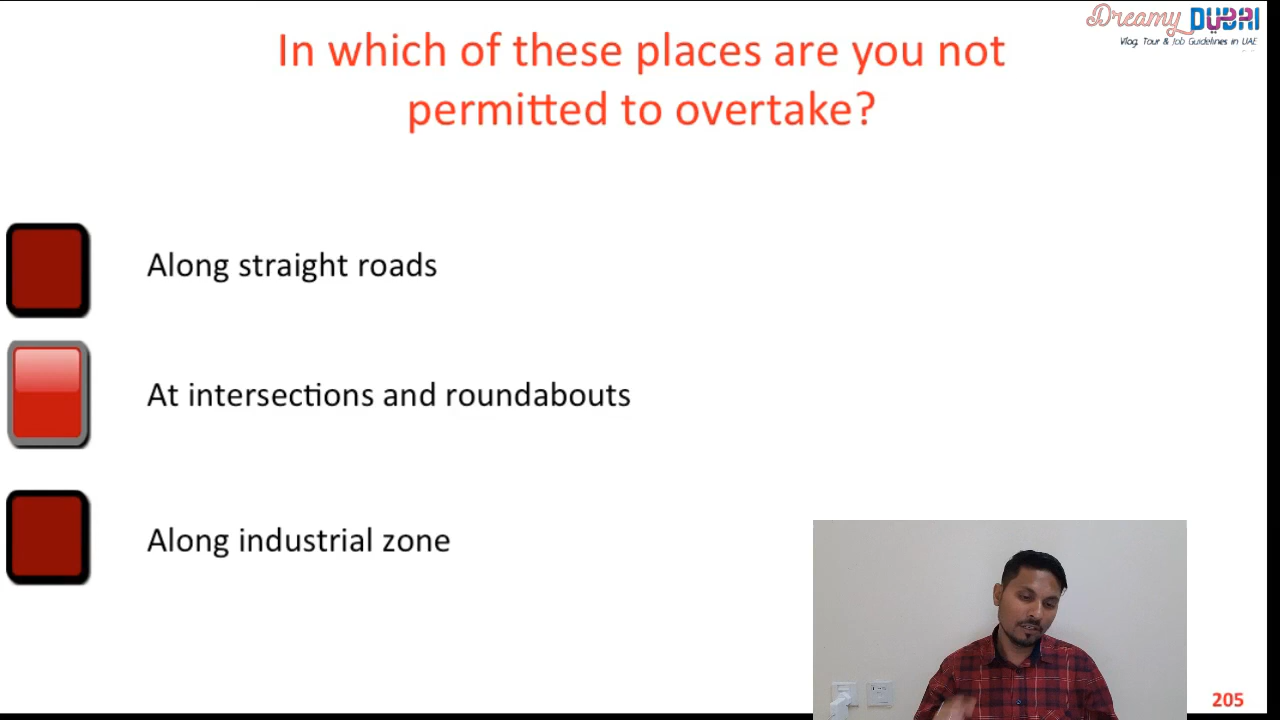 Dreamy DUBAI
Vlog, Tour & Job Guidelines in UAE
In which of these places are you not
permitted to overtake?
Along straight roads
At intersections and roundabouts
Along industrial zone
205